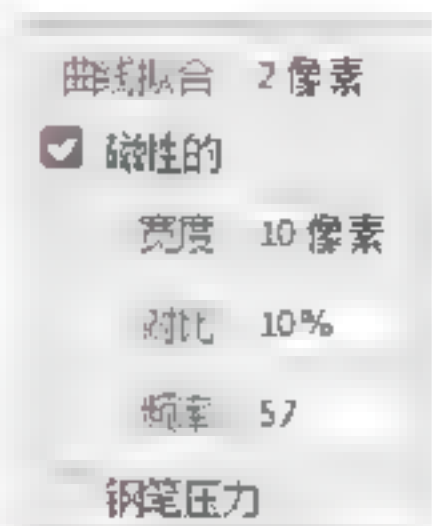 曲线拟合 2 像素
磁性的
宽度 10 像素
对比 10%
频率 57
钢笔压力